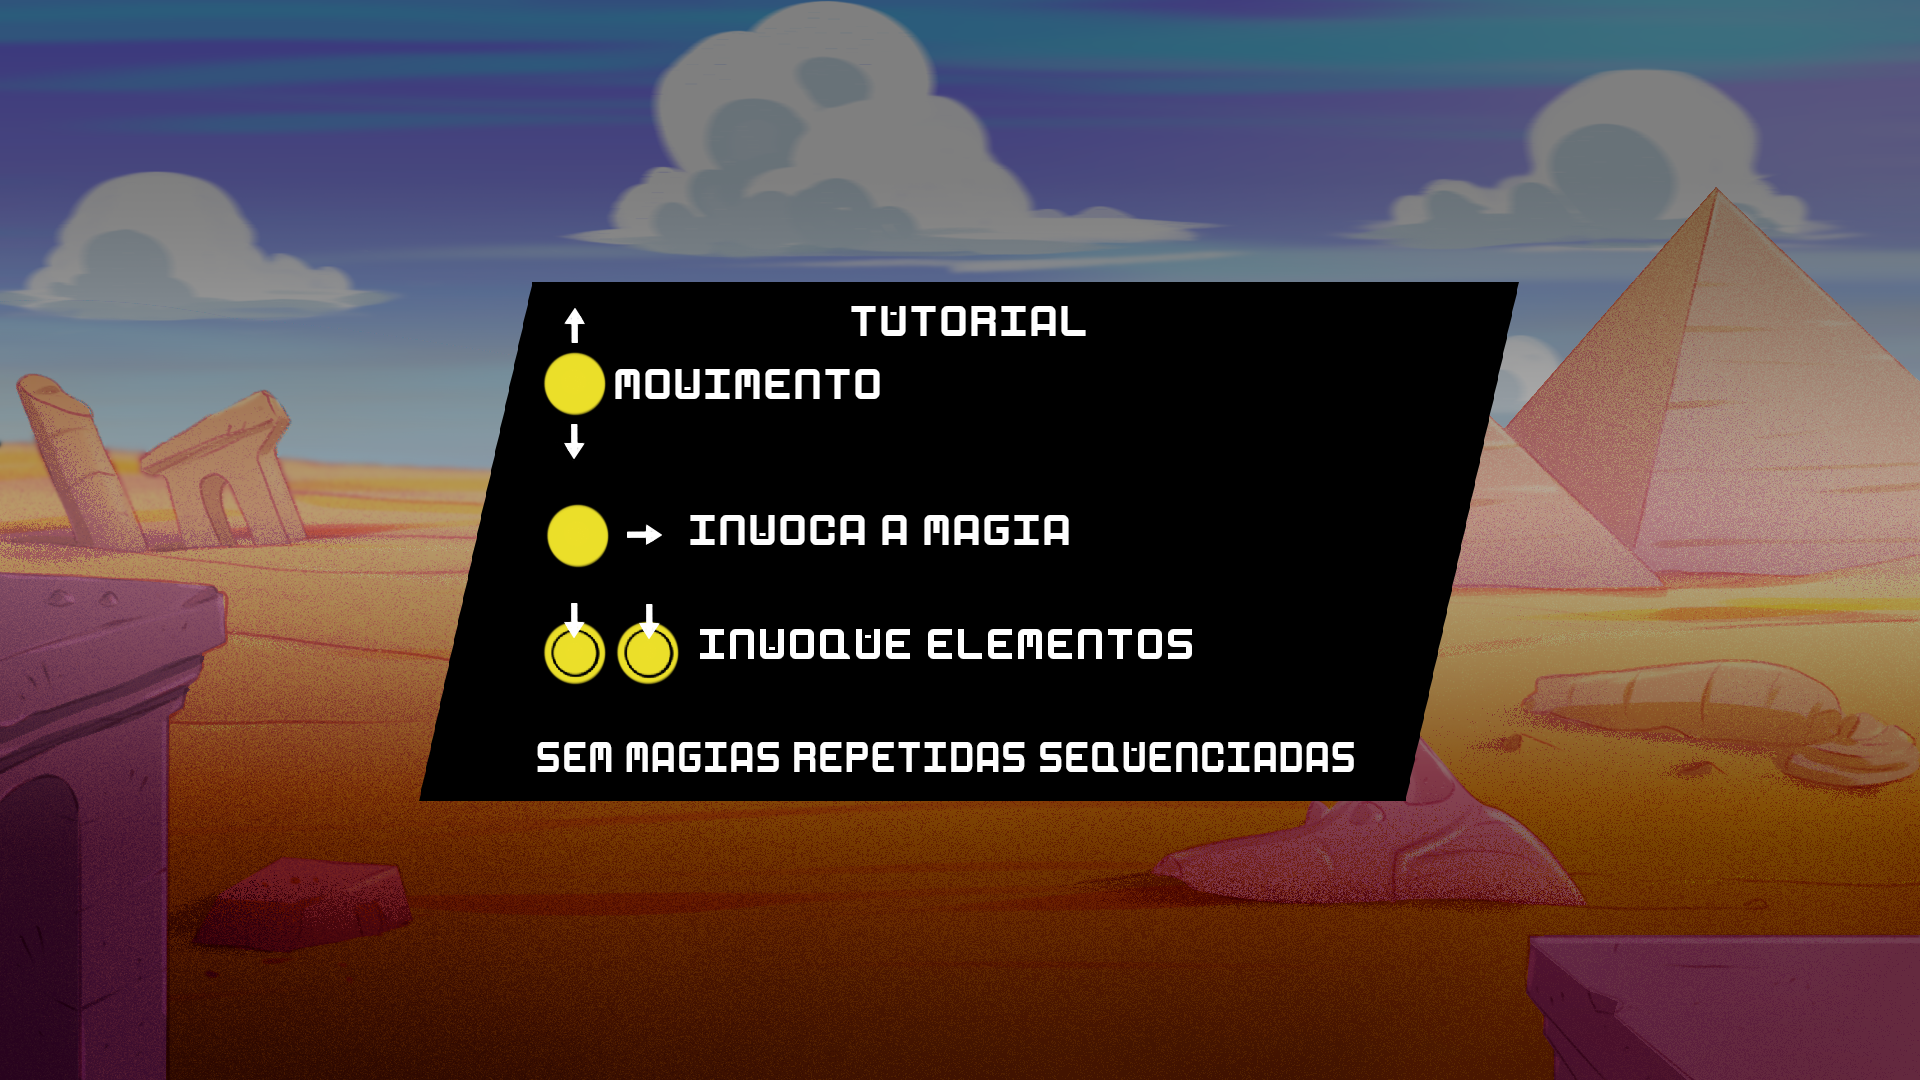 TUTORIAL
MOVIMENTO
INVOCA A MAGIA
INVOQUE ELEMENTOS
SEM MAGIAS REPETIDAS SEQUENCIADAS